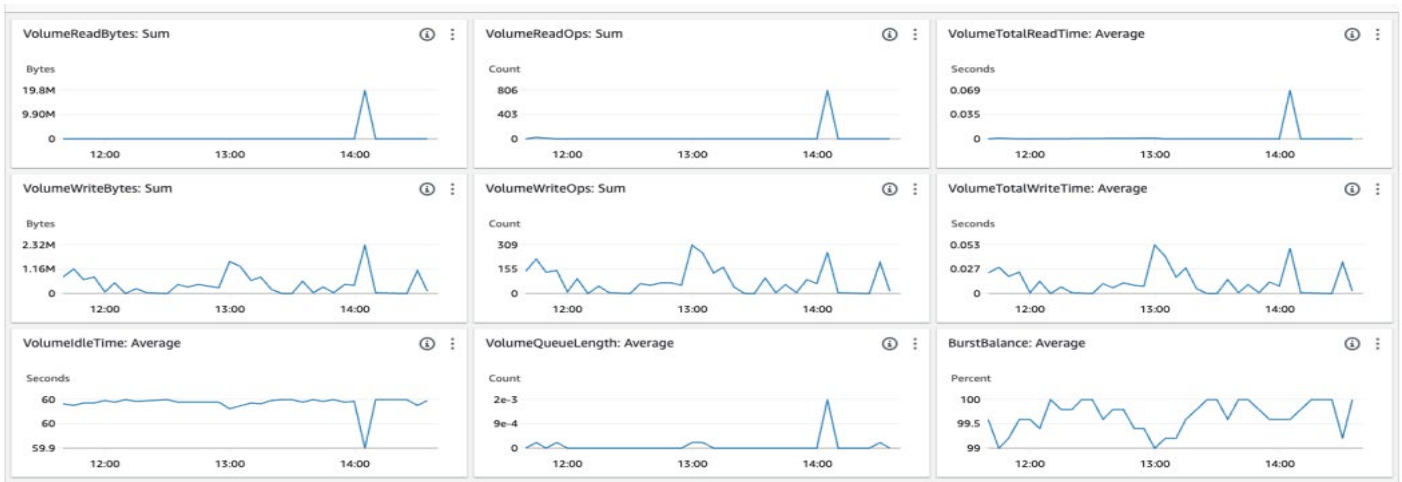 VolumeReadBytes: Sum
Bytes
19.8M
9.90M
0
12:00 13:00 14:00
VolumeReadOps: Sum
Count
806
403
0
12:00 13:00 14:00
VolumeTotalReadTime: Average
Seconds
0.069
0.035
0
12:00 13:00 14:00
VolumeWriteBytes: Sum
Bytes
2.32M
1.16M
0
12:00 13:00 14:00
VolumeWriteOps: Sum
Count
309
155
0
12:00 13:00 14:00
VolumeTotalWriteTime: Average
Seconds
0.053
0.027
0
12:00 13:00 14:00
VolumeIdleTime: Average
Seconds
60
60
59.9
12:00 13:00 14:00
VolumeQueueLength: Average
Count
2e-3
9e-4
0
12:00 13:00 14:00
BurstBalance: Average
Percent
100
99.5
99
12:00 13:00 14:00